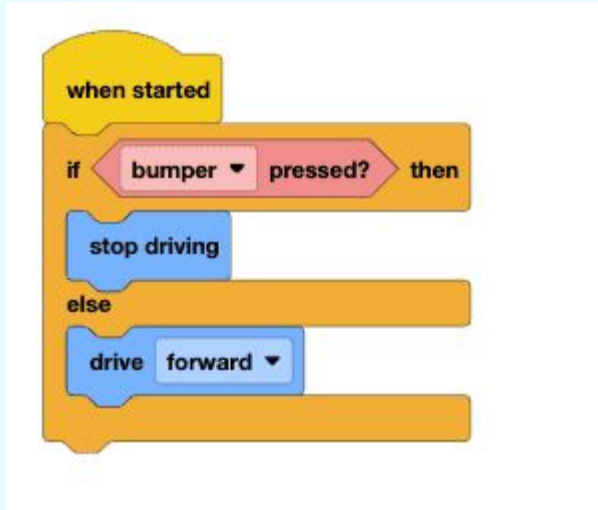 when started
if bumper pressed? then
stop driving
else
drive forward